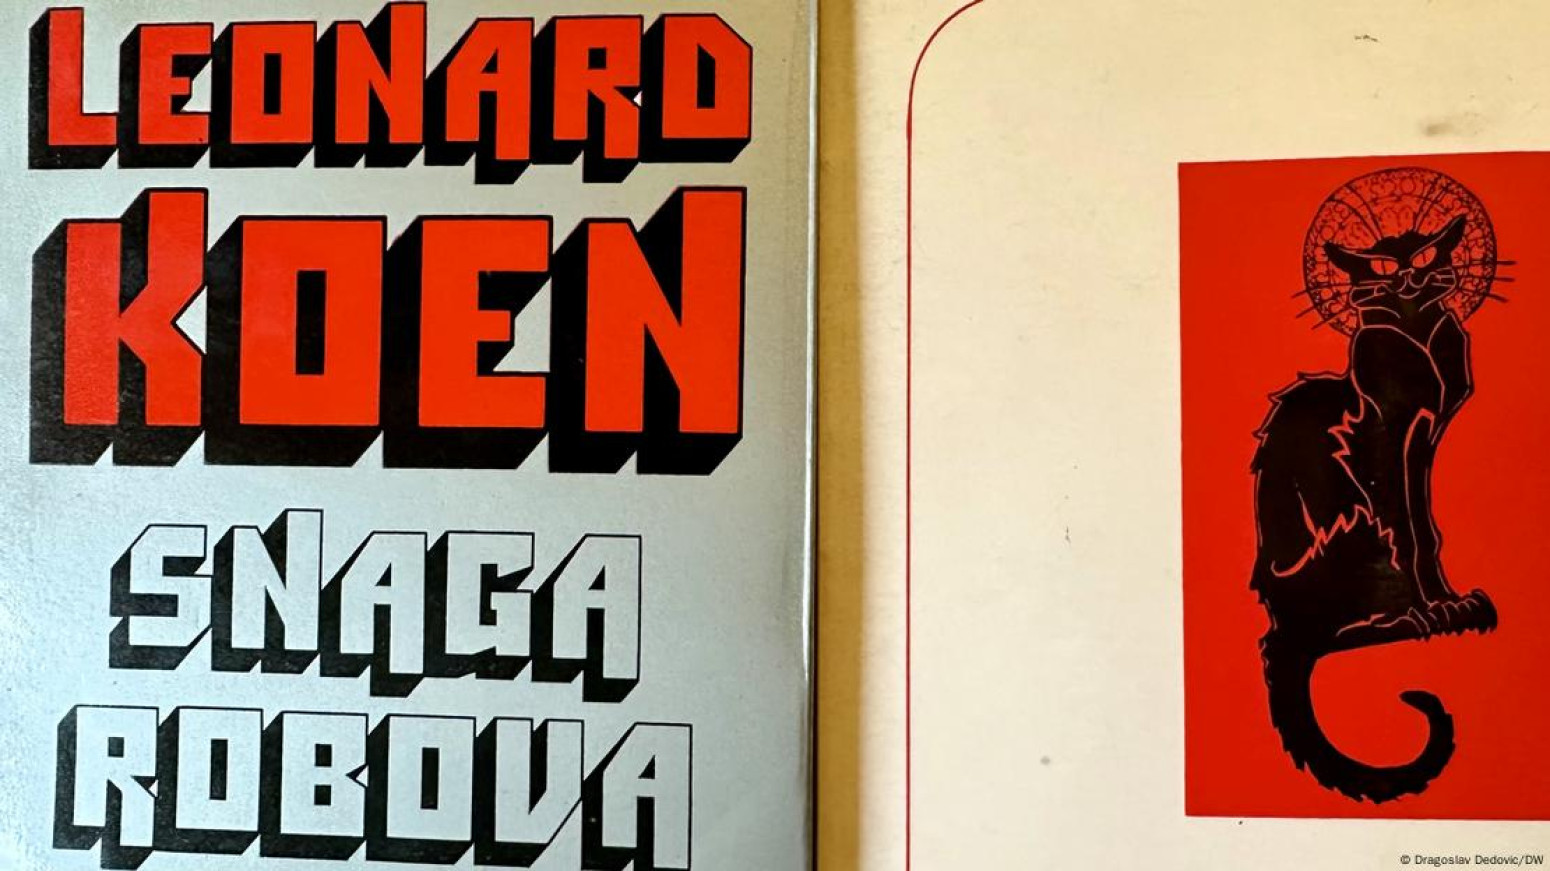 LEONARD
KOEN
SNAGA
ROBOVA
© Dragoslav Dedovic/DW